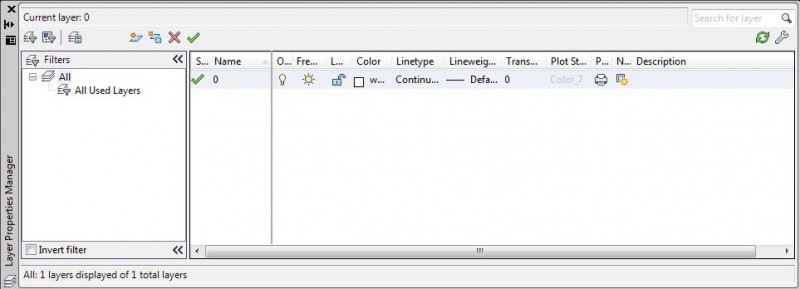 Current layer: 0
Search for layer
Filters
All
All Used Layers
Invert filter
S... Name O... Fre... L... Color Linetype Lineweig... Trans... Plot St... P... N... Description
0 w... Continu... Defa... 0 Color_7
All: 1 layers displayed of 1 total layers
Layer Properties Manager